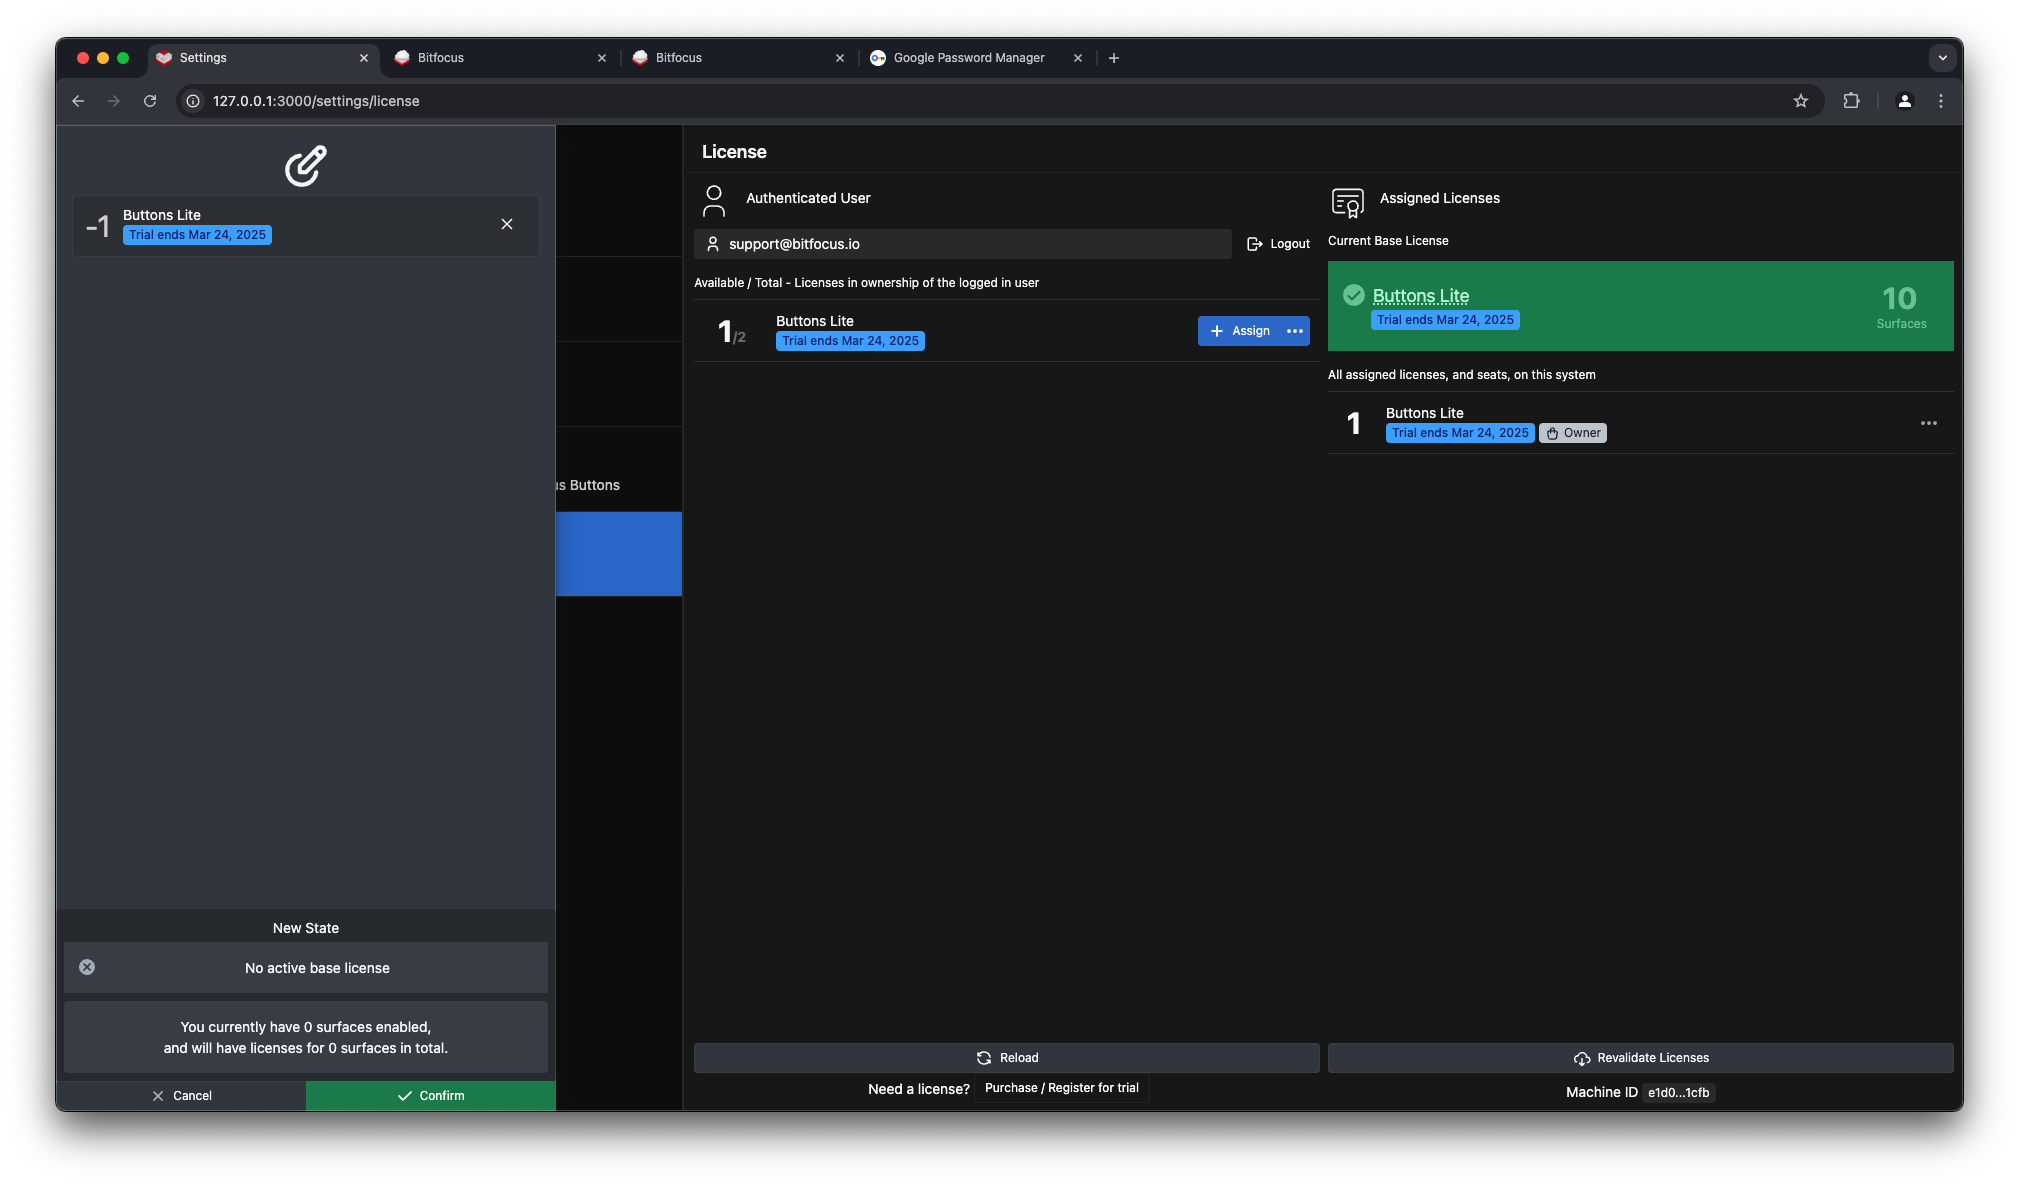 Settings
Bitfocus
Bitfocus
Google Password Manager
127.0.0.1:3000/settings/license
-1
Buttons Lite
Trial ends Mar 24, 2025
us Buttons
New State
No active base license
You currently have 0 surfaces enabled,
and will have licenses for 0 surfaces in total.
Cancel
Confirm
License
Authenticated User
support@bitfocus.io
Logout
Available / Total - Licenses in ownership of the logged in user
1/2
Buttons Lite
Trial ends Mar 24, 2025
Assign
Reload
Need a license? Purchase / Register for trial
Assigned Licenses
Current Base License
Buttons Lite
Trial ends Mar 24, 2025
10
Surfaces
All assigned licenses, and seats, on this system
1
Buttons Lite
Trial ends Mar 24, 2025
Owner
Revalidate Licenses
Machine ID e1d0...1cfb